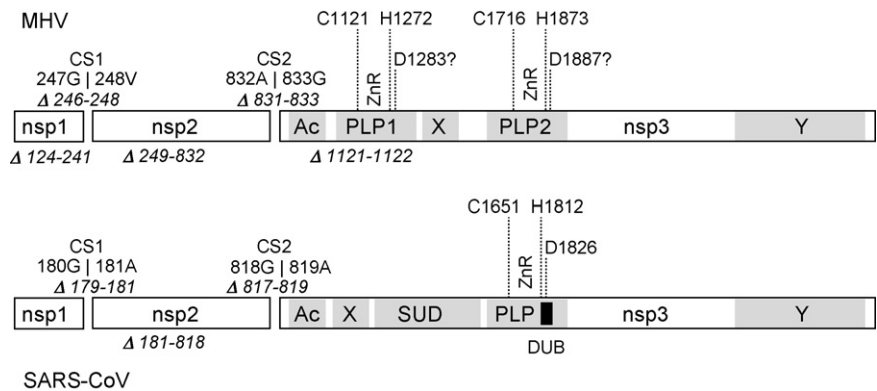 MHV
C1121 H1272
C1716 H1873
CS1
CS2
D1283?
D1887?
247G | 248V
832A | 833G
ZnR
ZnR
Δ 246-248
Δ 831-833
nsp1
nsp2
Ac
PLP1
X
PLP2
nsp3
Y
Δ 124-241
Δ 249-832
Δ 1121-1122
C1651 H1812
CS1
CS2
D1826
180G | 181A
818G | 819A
ZnR
Δ 179-181
Δ 817-819
nsp1
nsp2
Ac
X
SUD
PLP
nsp3
Y
Δ 181-818
DUB
SARS-CoV